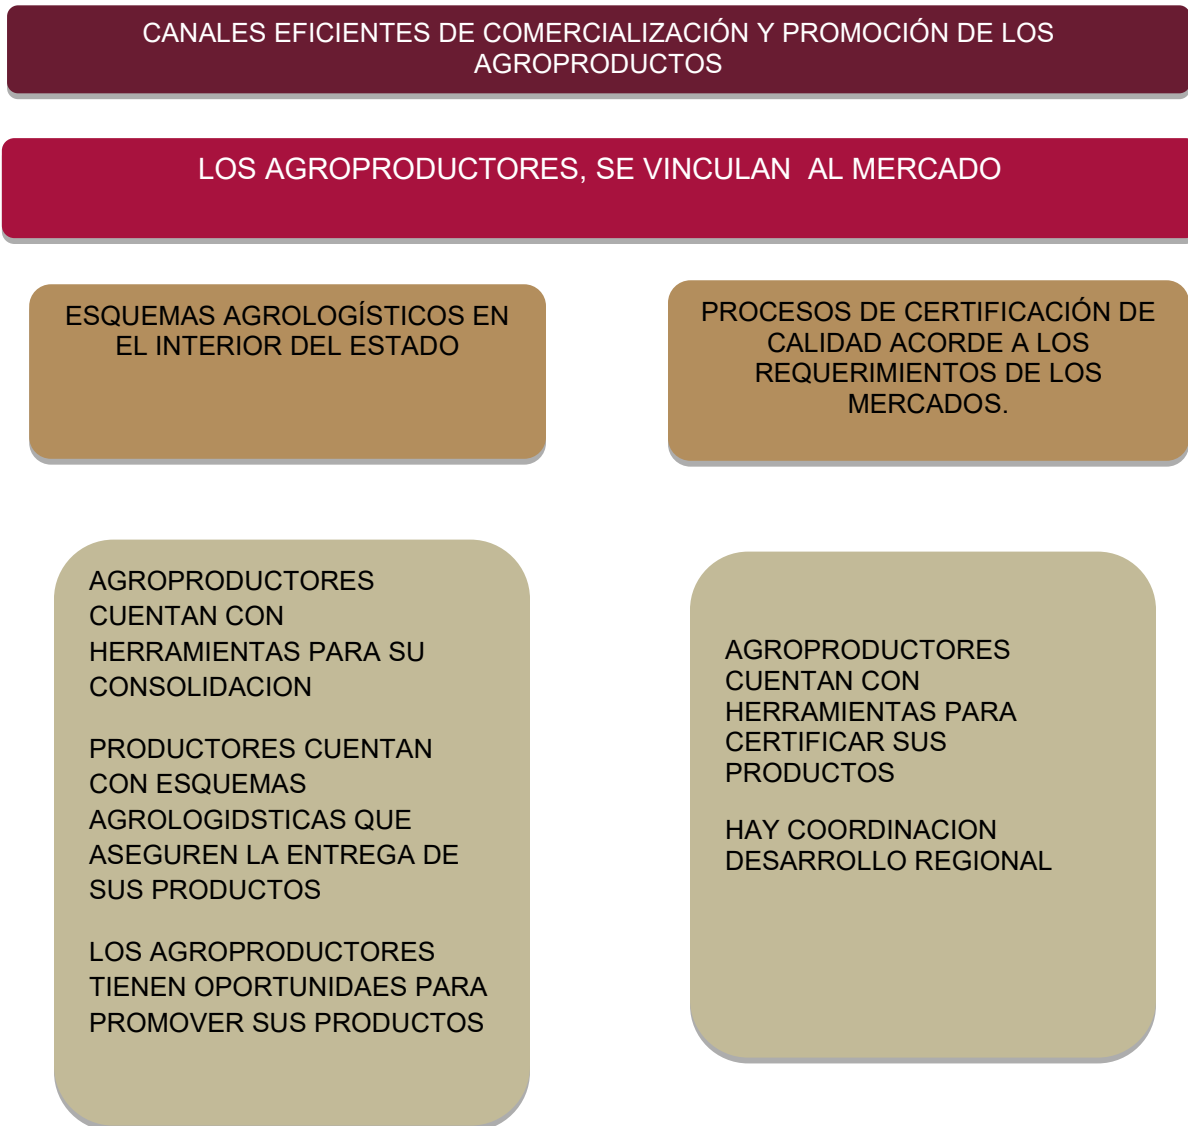 CANALES EFICIENTES DE COMERCIALIZACIÓN Y PROMOCIÓN DE LOS
AGROPRODUCTOS
LOS AGROPRODUCTORES, SE VINCULAN AL MERCADO
ESQUEMAS AGROLOGÍSTICOS EN
EL INTERIOR DEL ESTADO
PROCESOS DE CERTIFICACIÓN DE
CALIDAD ACORDE A LOS
REQUERIMIENTOS DE LOS
MERCADOS.
AGROPRODUCTORES
CUENTAN CON
HERRAMIENTAS PARA SU
CONSOLIDACION
PRODUCTORES CUENTAN
CON ESQUEMAS
AGROLOGIDSTICAS QUE
ASEGUREN LA ENTREGA DE
SUS PRODUCTOS
LOS AGROPRODUCTORES
TIENEN OPORTUNIDAES PARA
PROMOVER SUS PRODUCTOS
AGROPRODUCTORES
CUENTAN CON
HERRAMIENTAS PARA
CERTIFICAR SUS
PRODUCTOS
HAY COORDINACION
DESARROLLO REGIONAL